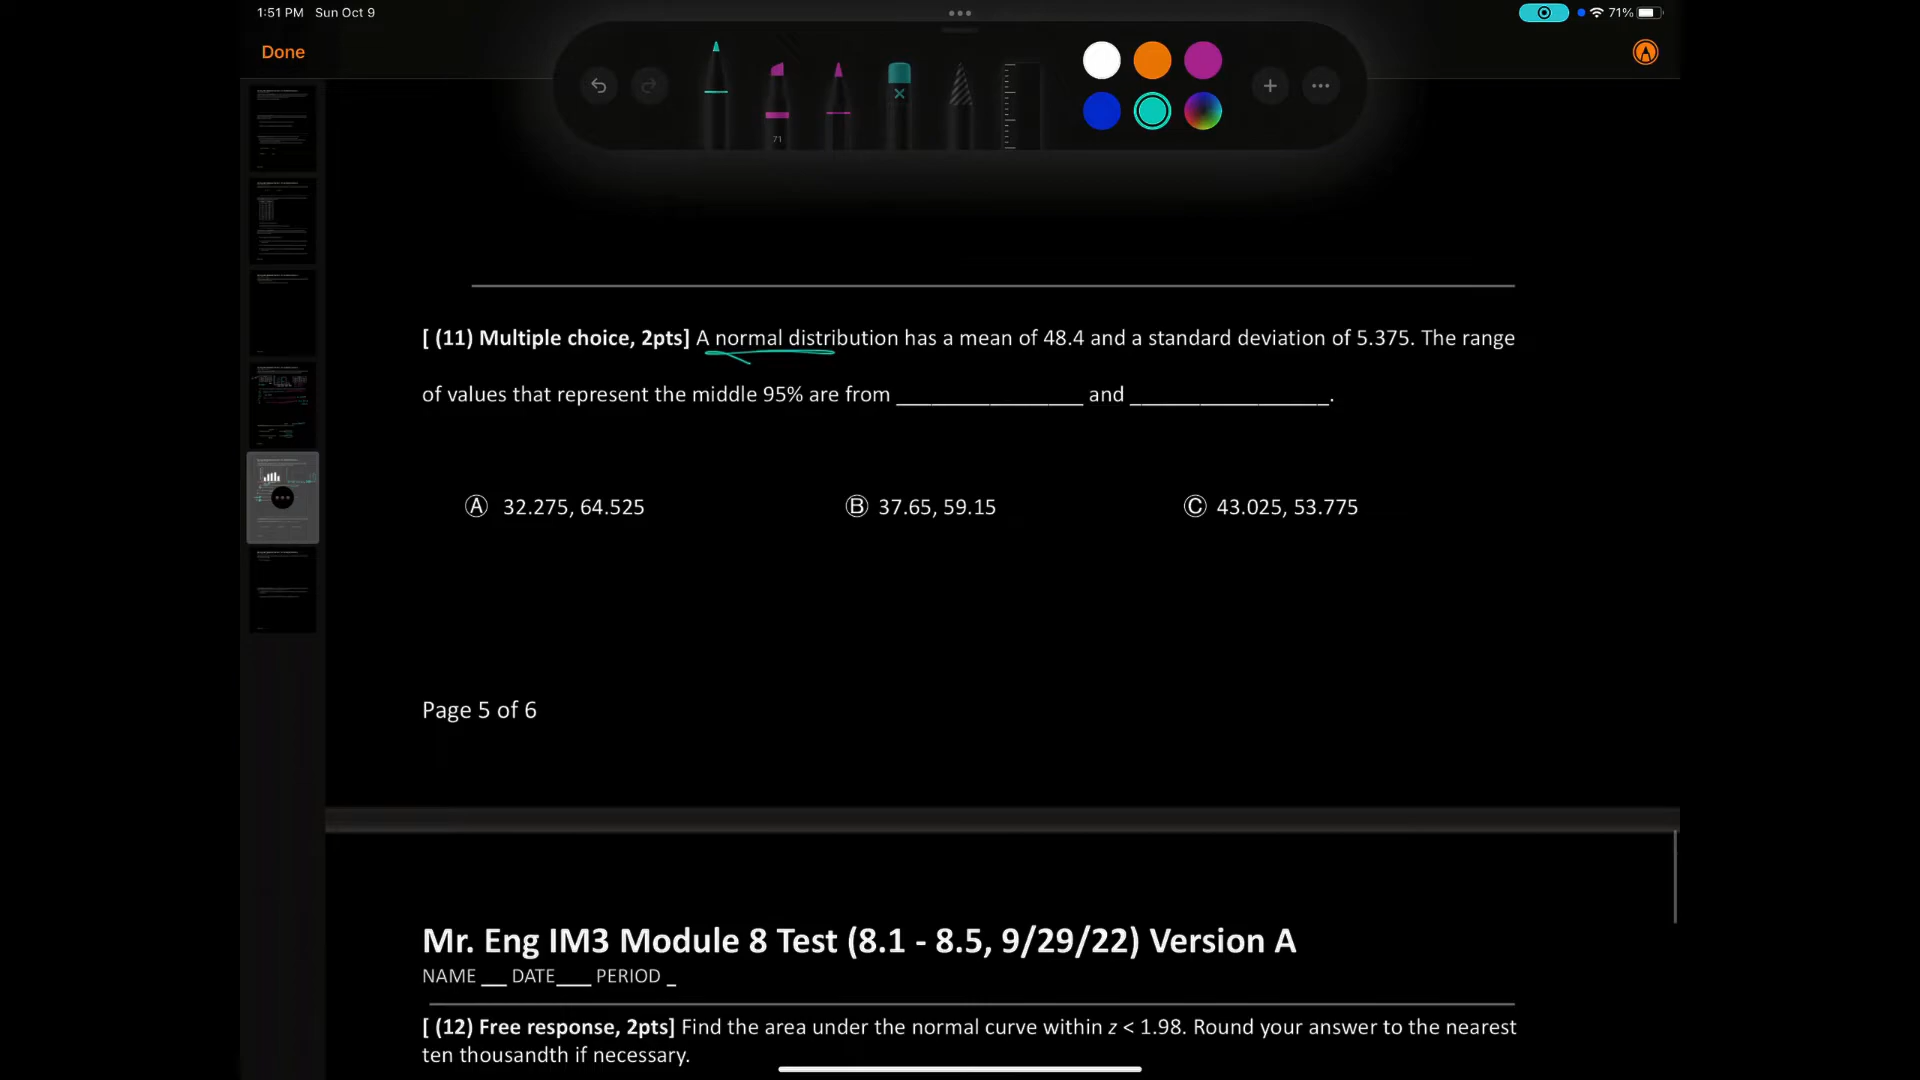 1:51 PM Sun Oct 9
71%
Done
71
[ (11) Multiple choice, 2pts] A normal distribution has a mean of 48.4 and a standard deviation of 5.375. The range
of values that represent the middle 95% are from ________________ and _________________.
Ⓐ 32.275, 64.525
Ⓑ 37.65, 59.15
Ⓒ 43.025, 53.775
Page 5 of 6
Mr. Eng IM3 Module 8 Test (8.1 - 8.5, 9/29/22) Version A
NAME ___ DATE____ PERIOD _
[ (12) Free response, 2pts] Find the area under the normal curve within z < 1.98. Round your answer to the nearest
ten thousandth if necessary.